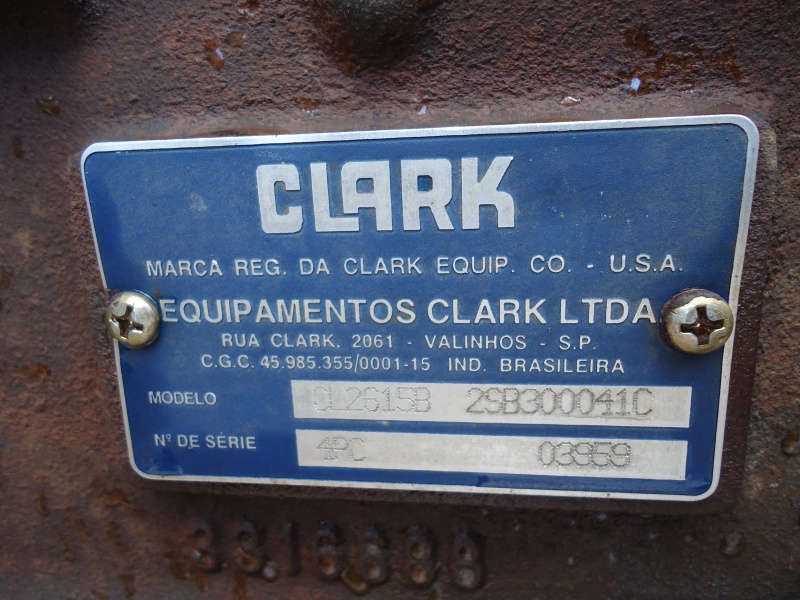 CLARK
MARCA REG. DA CLARK EQUIP. CO. - U.S.A.
EQUIPAMENTOS CLARK LTDA.
RUA CLARK, 2061 - VALINHOS - S.P.
C.G.C. 45.985.355/0001-15 IND. BRASILEIRA
MODELO CL2615B 2SB300041C
Nº DE SÉRIE 4PC 03959